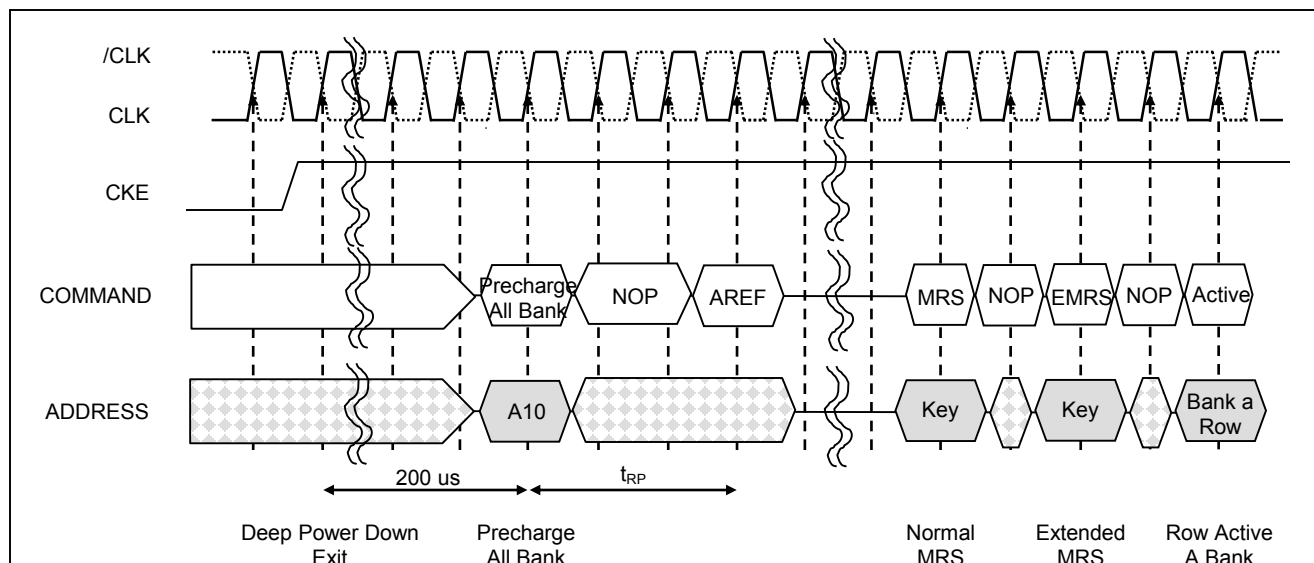 /CLK
CLK
CKE
COMMAND
Precharge
All Bank
NOP
AREF
MRS
NOP
EMRS
NOP
Active
ADDRESS
A10
Key
Key
Bank a
Row
200 us
tRP
Deep Power Down
Exit
Precharge
All Bank
Normal
MRS
Extended
MRS
Row Active
A Bank